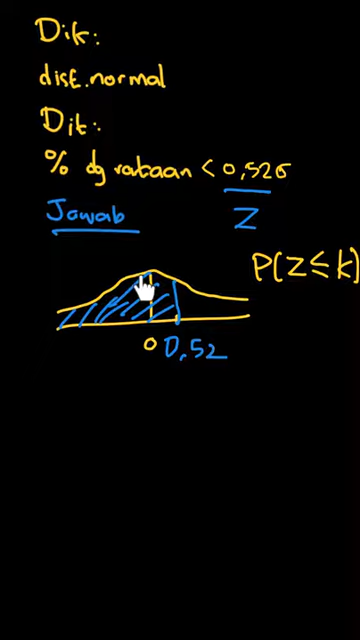 Dik:
dist.normal
Dit:
% dg rataan < 0,52σ
Jawab
Z
P(Z ≤ k)
0 0,52